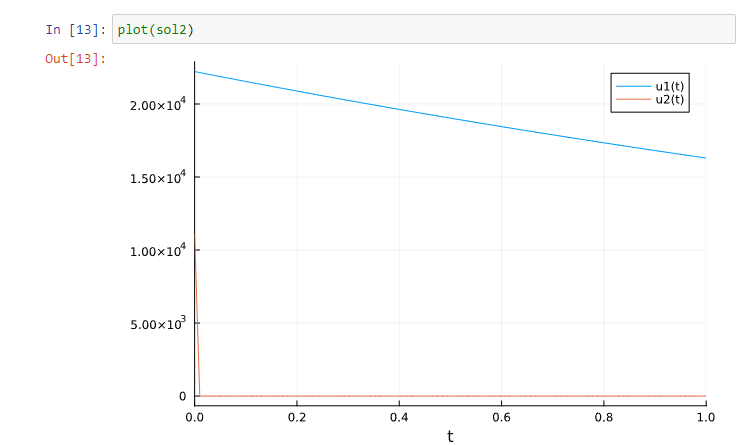 In [13]: plot(sol2)
Out[13]:
u1(t)
u2(t)
2.00×10⁴
1.50×10⁴
1.00×10⁴
5.00×10³
0
0.0 0.2 0.4 0.6 0.8 1.0
t